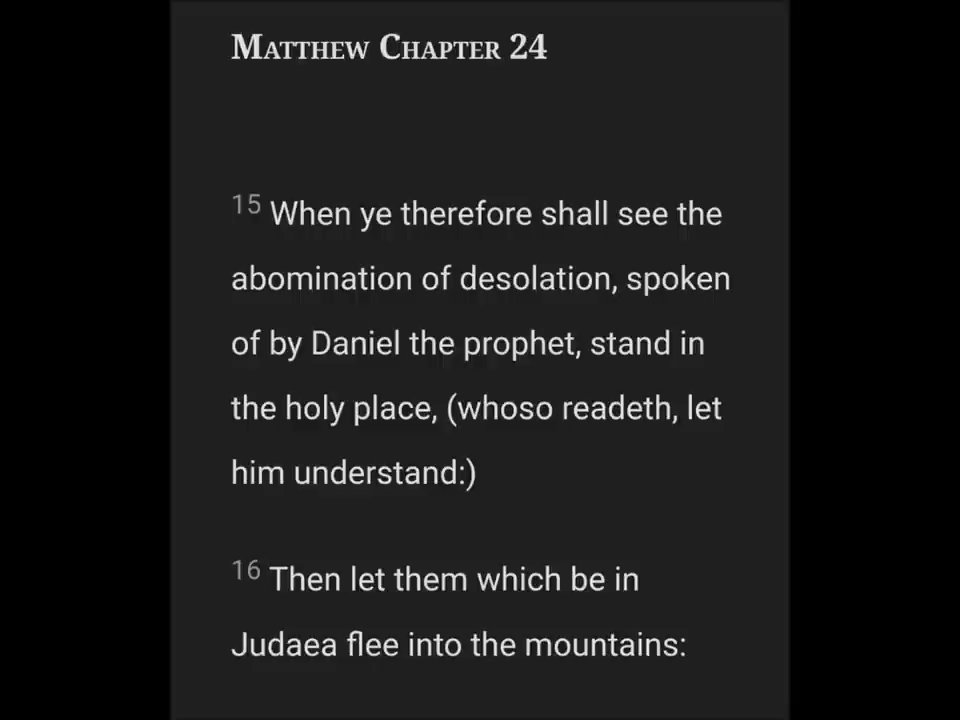 Matthew Chapter 24
15 When ye therefore shall see the
abomination of desolation, spoken
of by Daniel the prophet, stand in
the holy place, (whoso readeth, let
him understand:)
16 Then let them which be in
Judaea flee into the mountains: